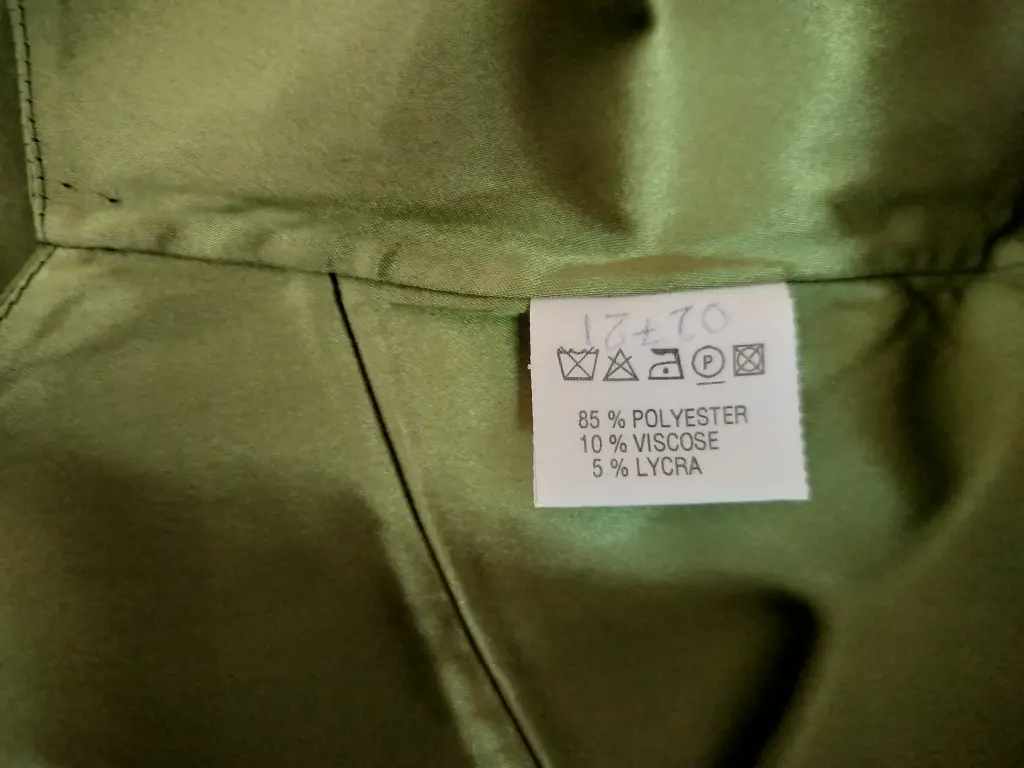 P
85 % POLYESTER
10 % VISCOSE
5 % LYCRA